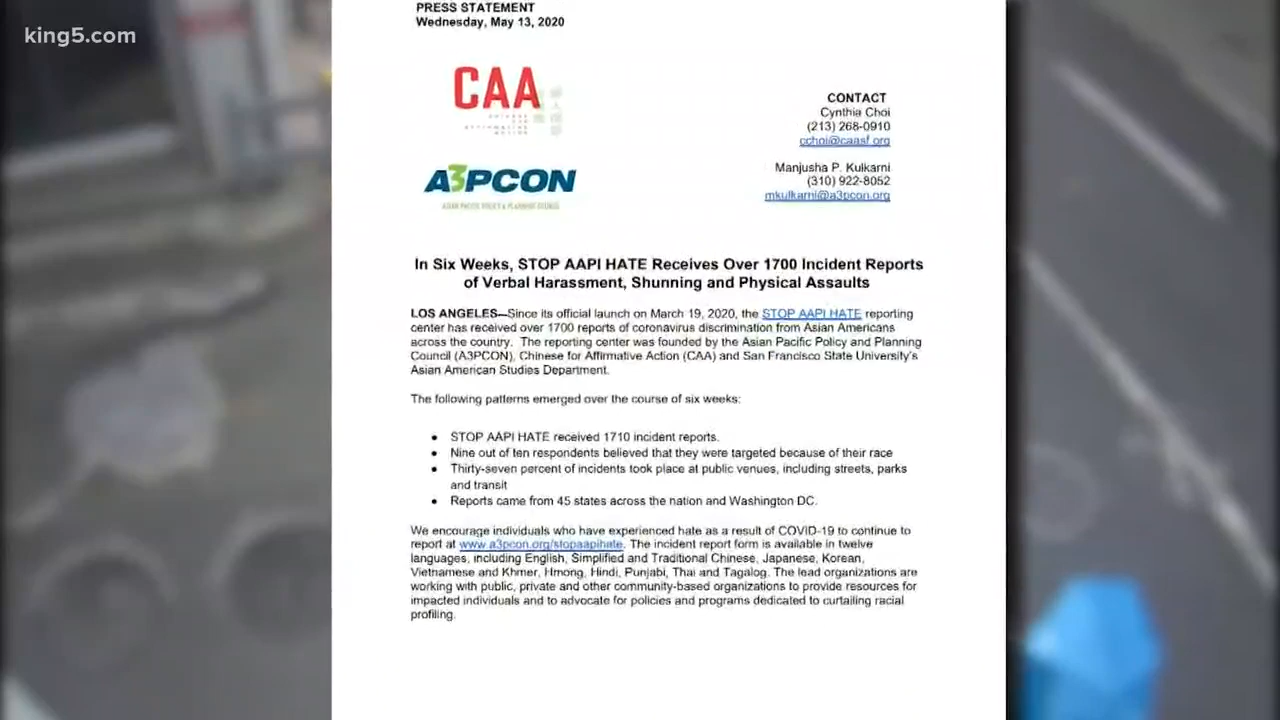 king5.com
PRESS STATEMENT
Wednesday, May 13, 2020
CAA
CHINESE
FOR
AFFIRMATIVE
ACTION
A3PCON
ASIAN PACIFIC POLICY & PLANNING COUNCIL
CONTACT
Cynthia Choi
(213) 268-0910
cchoi@caasf.org
Manjusha P. Kulkarni
(310) 922-8052
mkulkarni@a3pcon.org
In Six Weeks, STOP AAPI HATE Receives Over 1700 Incident Reports
of Verbal Harassment, Shunning and Physical Assaults
LOS ANGELES—Since its official launch on March 19, 2020, the STOP AAPI HATE reporting
center has received over 1700 reports of coronavirus discrimination from Asian Americans
across the country. The reporting center was founded by the Asian Pacific Policy and Planning
Council (A3PCON), Chinese for Affirmative Action (CAA) and San Francisco State University's
Asian American Studies Department.
The following patterns emerged over the course of six weeks:
• STOP AAPI HATE received 1710 incident reports.
• Nine out of ten respondents believed that they were targeted because of their race
• Thirty-seven percent of incidents took place at public venues, including streets, parks
and transit
• Reports came from 45 states across the nation and Washington DC.
We encourage individuals who have experienced hate as a result of COVID-19 to continue to
report at www.a3pcon.org/stopaapihate. The incident report form is available in twelve
languages, including English, Simplified and Traditional Chinese, Japanese, Korean,
Vietnamese and Khmer, Hmong, Hindi, Punjabi, Thai and Tagalog. The lead organizations are
working with public, private and other community-based organizations to provide resources for
impacted individuals and to advocate for policies and programs dedicated to curtailing racial
profiling.